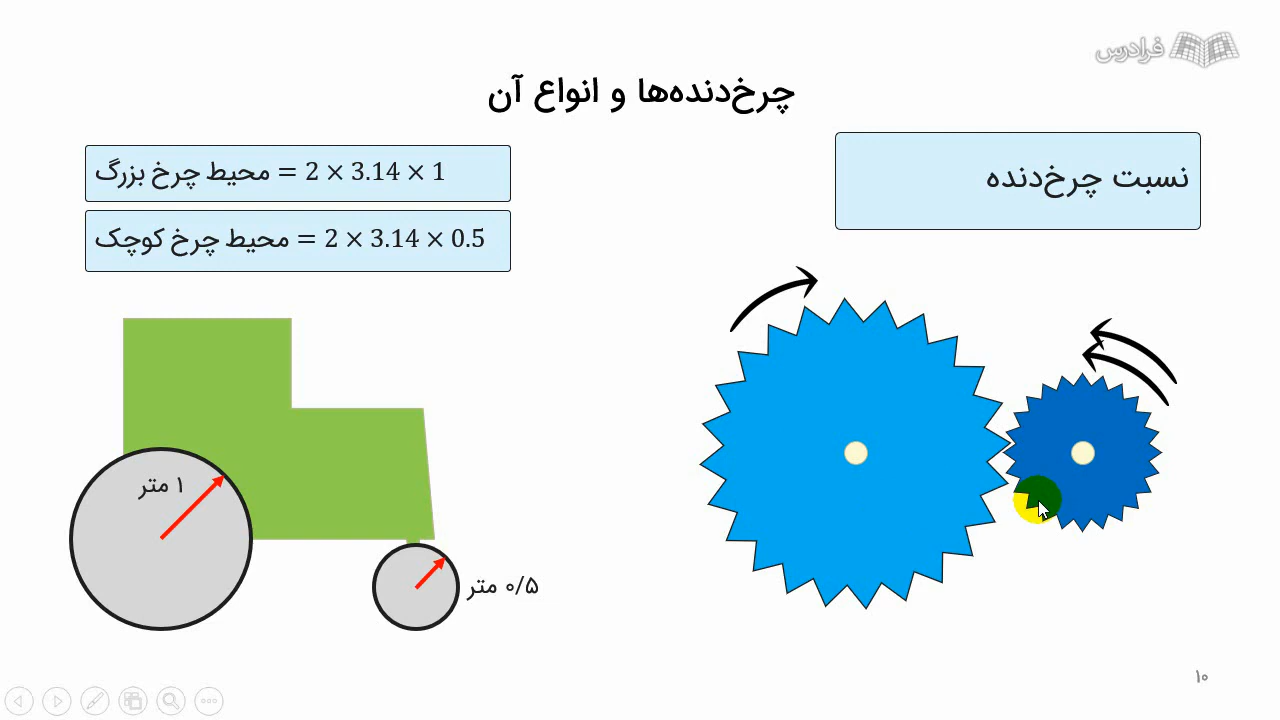 فرادرس
چرخ‌دنده‌ها و انواع آن
نسبت چرخ‌دنده
محیط چرخ بزرگ = 2 × 3.14 × 1
محیط چرخ کوچک = 2 × 3.14 × 0.5
۱ متر
۰/۵ متر
۱۰